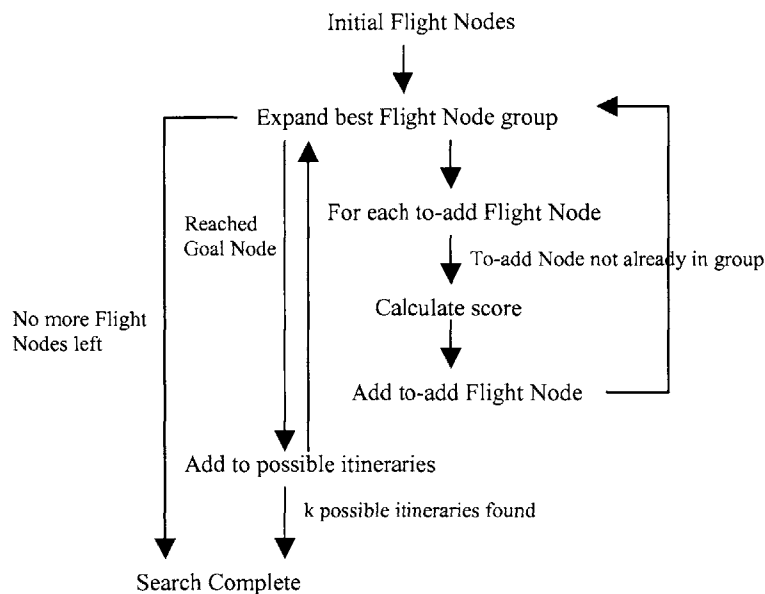 Initial Flight Nodes
Expand best Flight Node group
For each to-add Flight Node
Reached
Goal Node
To-add Node not already in group
Calculate score
No more Flight
Nodes left
Add to-add Flight Node
Add to possible itineraries
k possible itineraries found
Search Complete